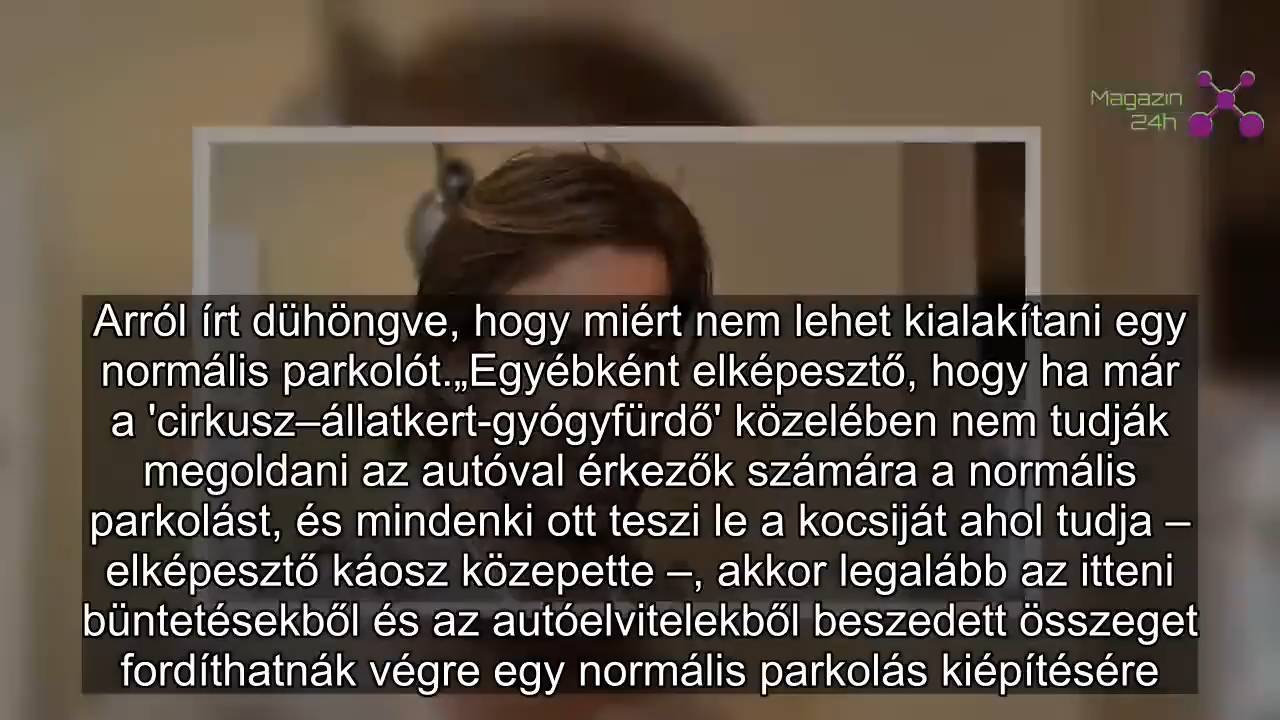 Magazin
24h
Arról írt dühöngve, hogy miért nem lehet kialakítani egy
normális parkolót.„Egyébként elképesztő, hogy ha már
a 'cirkusz–állatkert-gyógyfürdő' közelében nem tudják
megoldani az autóval érkezők számára a normális
parkolást, és mindenki ott teszi le a kocsiját ahol tudja –
elképesztő káosz közepette –, akkor legalább az itteni
büntetésekből és az autóelvitelekből beszedett összeget
fordíthatnák végre egy normális parkolás kiépítésére